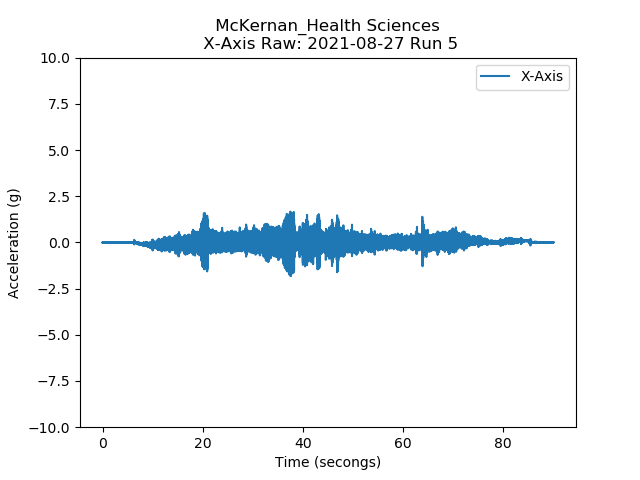 McKernan_Health Sciences
X-Axis Raw: 2021-08-27 Run 5
X-Axis
10.0
7.5
5.0
2.5
0.0
−2.5
−5.0
−7.5
−10.0
Acceleration (g)
0 20 40 60 80
Time (secongs)